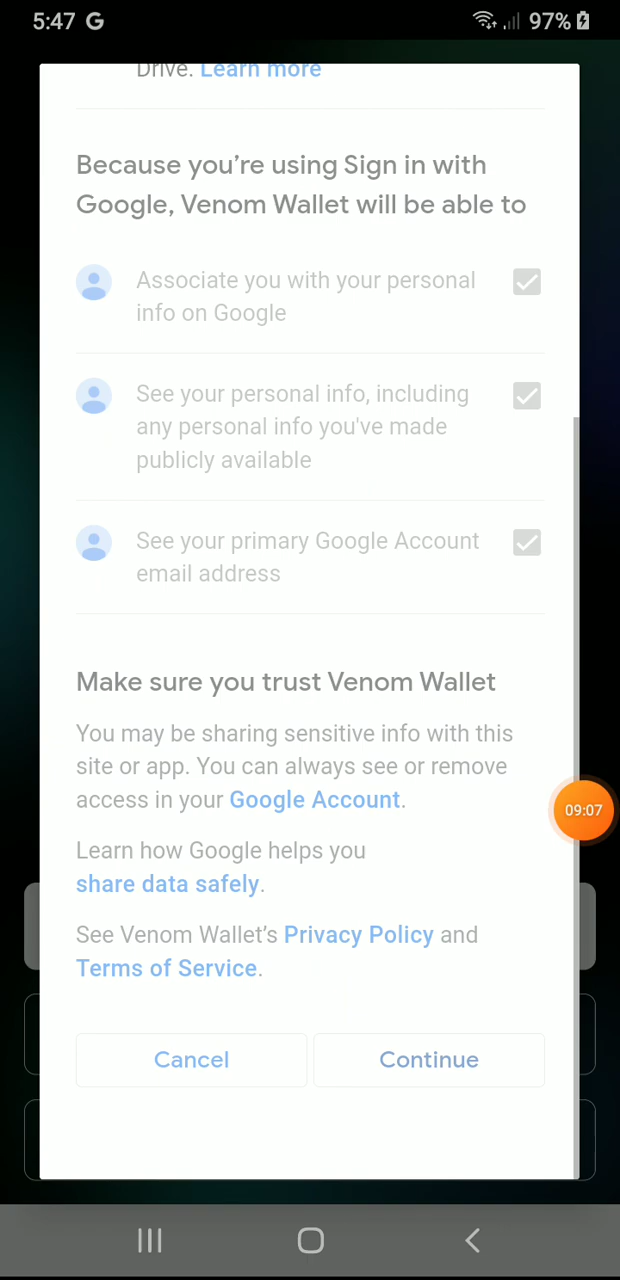 5:47 G 97%
Drive. Learn more
Because you're using Sign in with
Google, Venom Wallet will be able to
Associate you with your personal
info on Google
See your personal info, including
any personal info you've made
publicly available
See your primary Google Account
email address
Make sure you trust Venom Wallet
You may be sharing sensitive info with this
site or app. You can always see or remove
access in your Google Account.
09:07
Learn how Google helps you
share data safely.
See Venom Wallet's Privacy Policy and
Terms of Service.
Cancel Continue